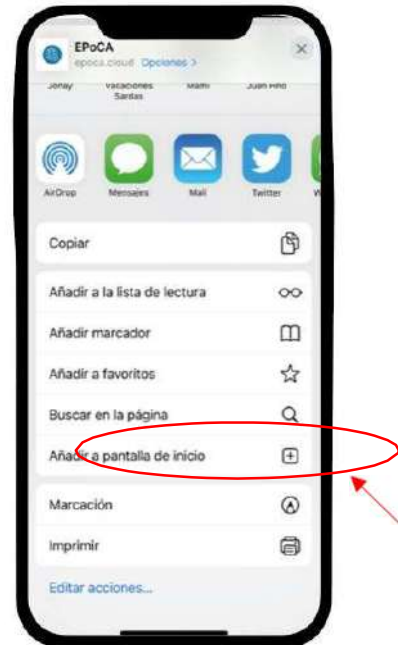 EPoCA
epoca.cloud Opciones >
Jonay Vacaciones Sardas Mami Juan Pino
AirDrop Mensajes Mail Twitter W
Copiar
Añadir a la lista de lectura
Añadir marcador
Añadir a favoritos
Buscar en la página
Añadir a pantalla de inicio
Marcación
Imprimir
Editar acciones...